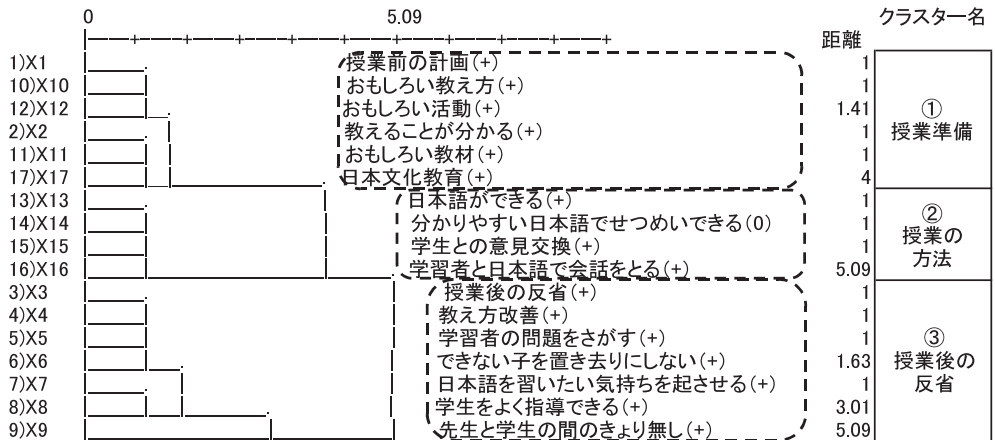 0 5.09 クラスター名
距離
1)X1 授業前の計画(+) 1
10)X10 おもしろい教え方(+) 1
12)X12 おもしろい活動(+) 1.41 ①
2)X2 教えることが分かる(+) 1 授業準備
11)X11 おもしろい教材(+) 1
17)X17 日本文化教育(+) 4
13)X13 日本語ができる(+) 1
14)X14 分かりやすい日本語でせつめいできる(0) 1 ②
15)X15 学生との意見交換(+) 1 授業の
16)X16 学習者と日本語で会話をとる(+) 5.09 方法
3)X3 授業後の反省(+) 1
4)X4 教え方改善(+) 1
5)X5 学習者の問題をさがす(+) 1 ③
6)X6 できない子を置き去りにしない(+) 1.63 授業後の
7)X7 日本語を習いたい気持ちを起させる(+) 1 反省
8)X8 学生をよく指導できる(+) 3.01
9)X9 先生と学生の間のきょり無し(+) 5.09